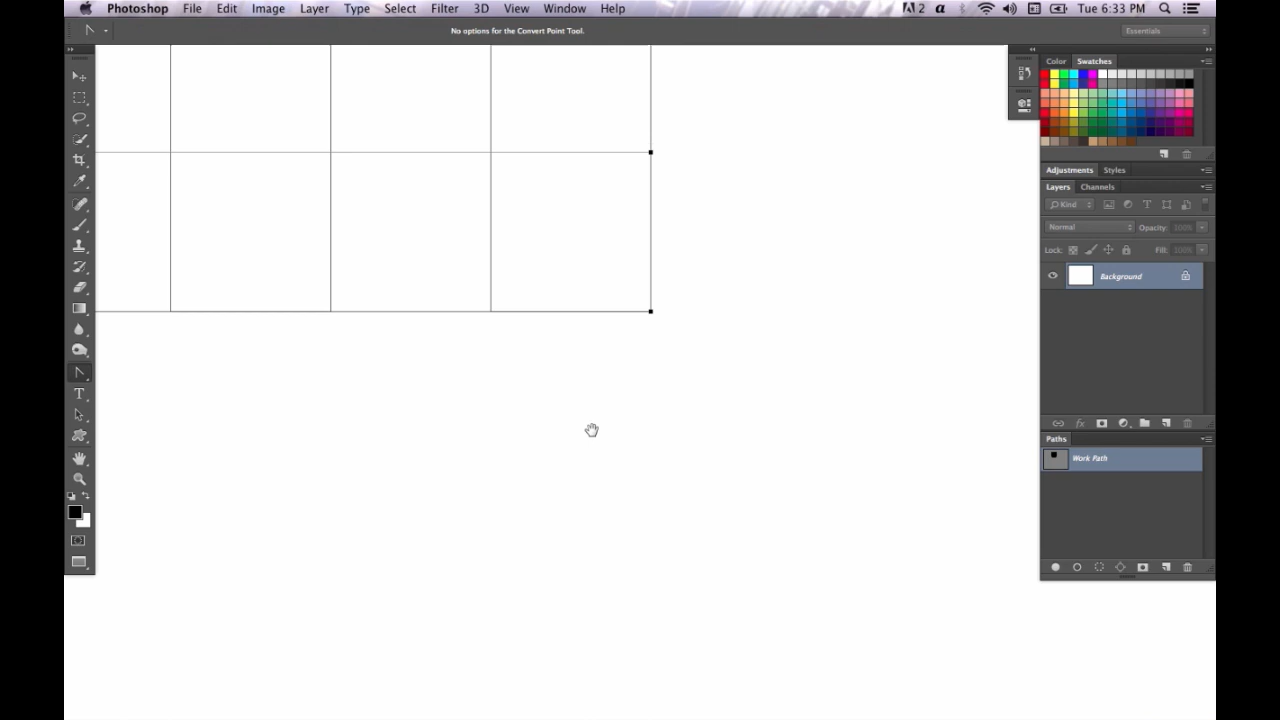 Photoshop File Edit Image Layer Type Select Filter 3D View Window Help 2 α Tue 6:33 PM
No options for the Convert Point Tool. Essentials
Color Swatches
Adjustments Styles
Layers Channels
Kind T
Normal Opacity: 100%
Lock: Fill: 100%
Background
T
Paths
Work Path